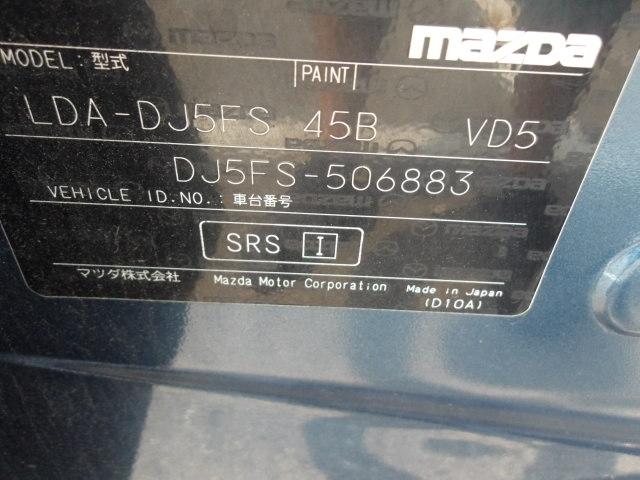 mazda
MODEL: 型式 PAINT
LDA-DJ5FS 45B VD5
DJ5FS-506883
VEHICLE ID.NO.: 車台番号
SRS I
マツダ株式会社 Mazda Motor Corporation Made in Japan
(D10A)